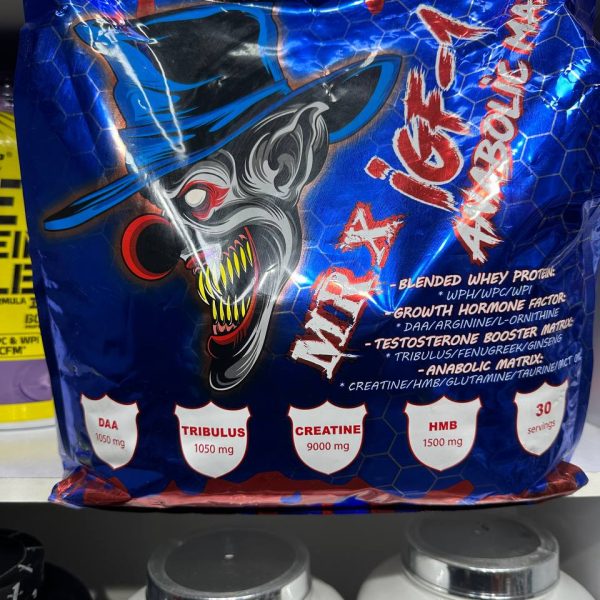 iGF-1
ANABOLIC MA
MR X
-BLENDED WHEY PROTEIN:
* WPH/WPC/WPI
-GROWTH HORMONE FACTOR:
* DAA/ARGININE/L-ORNITHINE
-TESTOSTERONE BOOSTER MATRIX:
* TRIBULUS/FENUGREEK/GINSENG
-ANABOLIC MATRIX:
* CREATINE/HMB/GLUTAMINE/TAURINE/MCT
DAA
1050 mg
TRIBULUS
1050 mg
CREATINE
9000 mg
HMB
1500 mg
30
servings
& WPI
CFM®